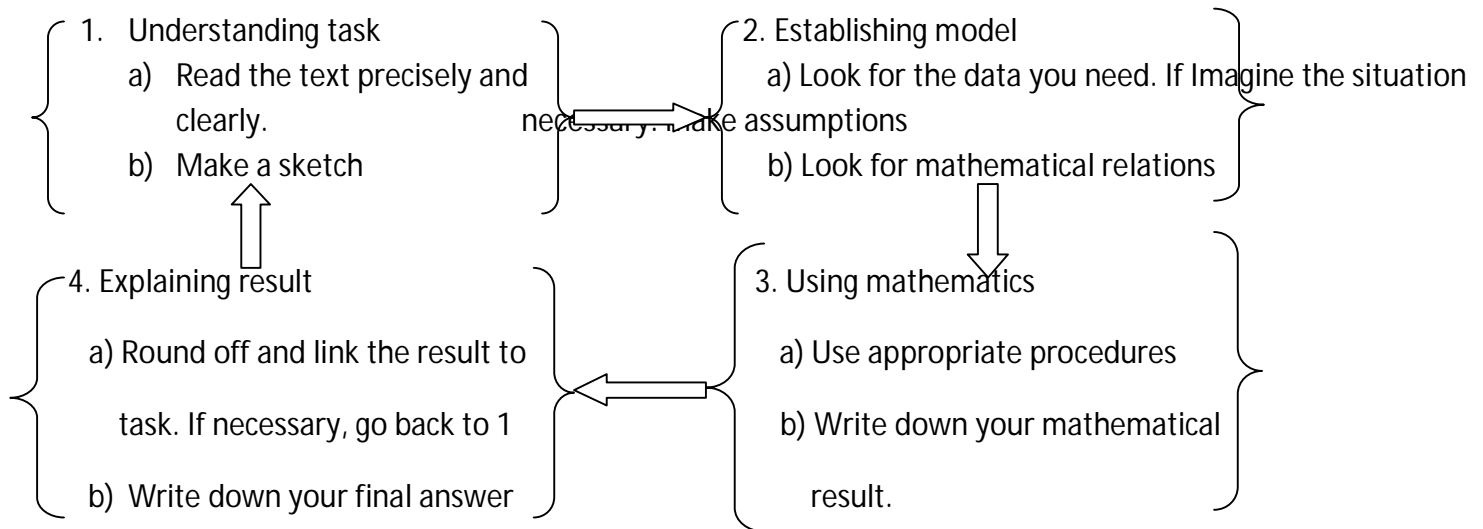 1. Understanding task
a) Read the text precisely and
clearly.
b) Make a sketch
2. Establishing model
a) Look for the data you need. If Imagine the situation
necessary. Make assumptions
b) Look for mathematical relations
3. Using mathematics
a) Use appropriate procedures
b) Write down your mathematical
result.
4. Explaining result
a) Round off and link the result to
task. If necessary, go back to 1
b) Write down your final answer